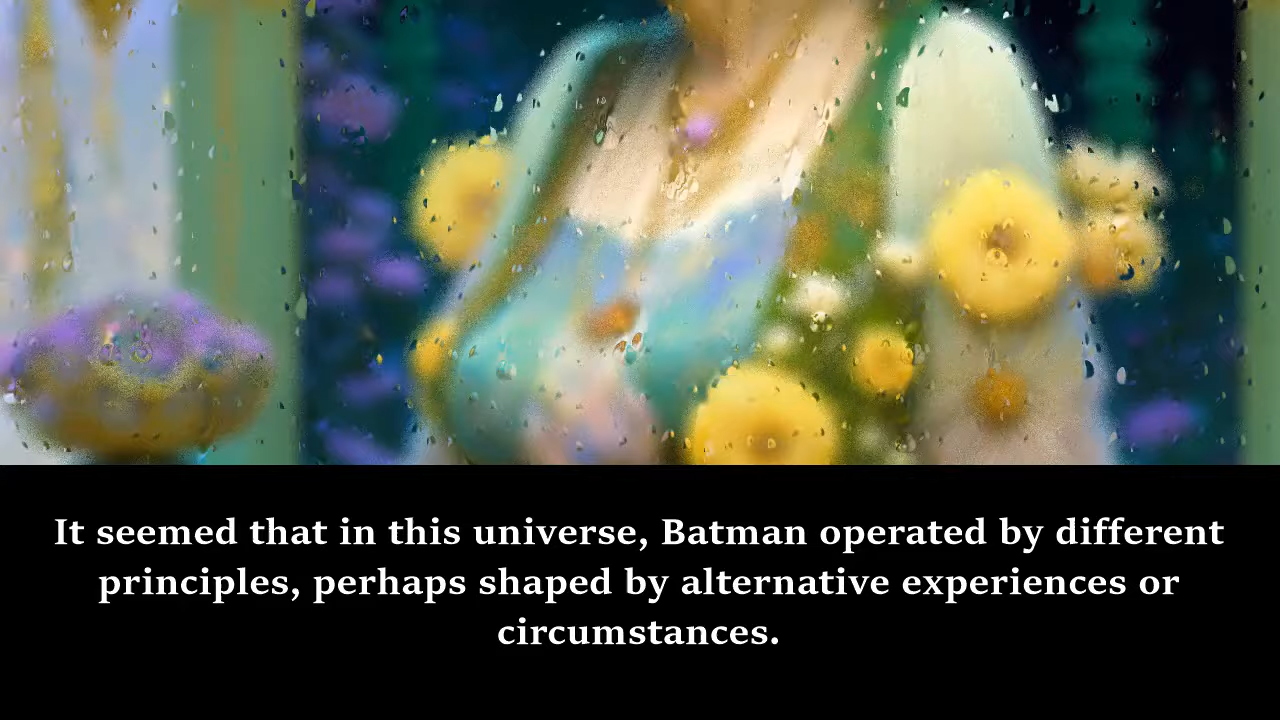 It seemed that in this universe, Batman operated by different
principles, perhaps shaped by alternative experiences or
circumstances.